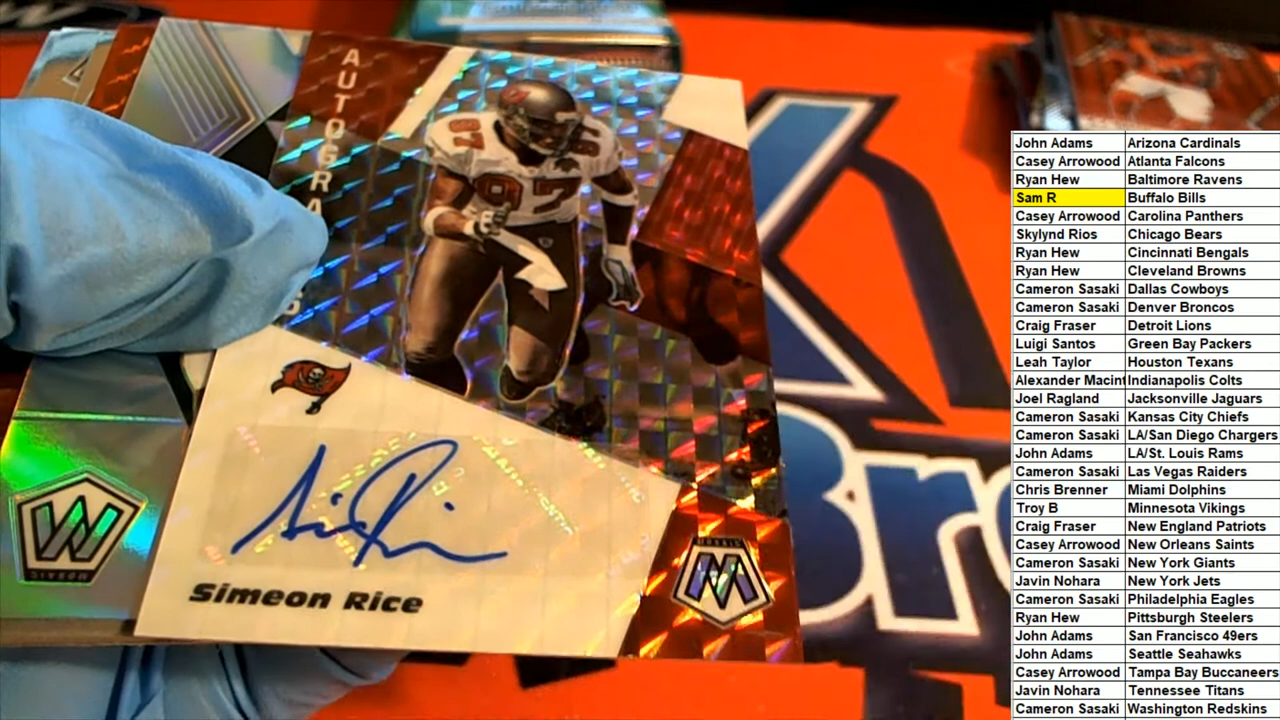 AUTOGRAPHS
97
Simeon Rice
MOSAIC
MOSAIC
Bre
John Adams Arizona Cardinals
Casey Arrowood Atlanta Falcons
Ryan Hew Baltimore Ravens
Sam R Buffalo Bills
Casey Arrowood Carolina Panthers
Skylynd Rios Chicago Bears
Ryan Hew Cincinnati Bengals
Ryan Hew Cleveland Browns
Cameron Sasaki Dallas Cowboys
Cameron Sasaki Denver Broncos
Craig Fraser Detroit Lions
Luigi Santos Green Bay Packers
Leah Taylor Houston Texans
Alexander Macint Indianapolis Colts
Joel Ragland Jacksonville Jaguars
Cameron Sasaki Kansas City Chiefs
Cameron Sasaki LA/San Diego Chargers
John Adams LA/St. Louis Rams
Cameron Sasaki Las Vegas Raiders
Chris Brenner Miami Dolphins
Troy B Minnesota Vikings
Craig Fraser New England Patriots
Casey Arrowood New Orleans Saints
Cameron Sasaki New York Giants
Javin Nohara New York Jets
Cameron Sasaki Philadelphia Eagles
Ryan Hew Pittsburgh Steelers
John Adams San Francisco 49ers
John Adams Seattle Seahawks
Casey Arrowood Tampa Bay Buccaneers
Javin Nohara Tennessee Titans
Cameron Sasaki Washington Redskins